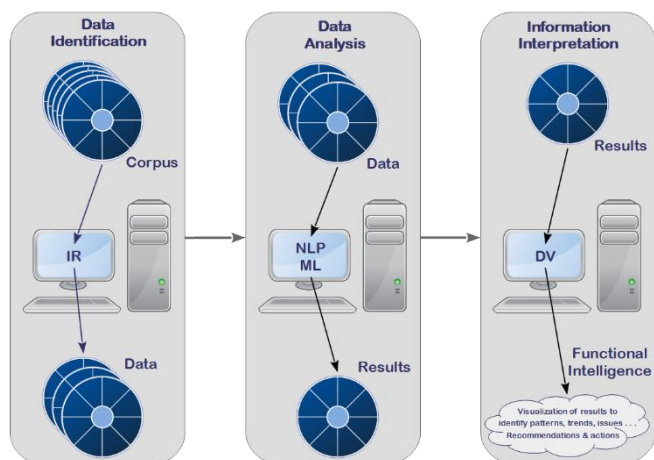 Data
Identification
Corpus
IR
Data
Data
Analysis
Data
NLP
ML
Results
Information
Interpretation
Results
DV
Functional
Intelligence
Visualization of results to
identify patterns, trends, issues . . .
Recommendations & actions